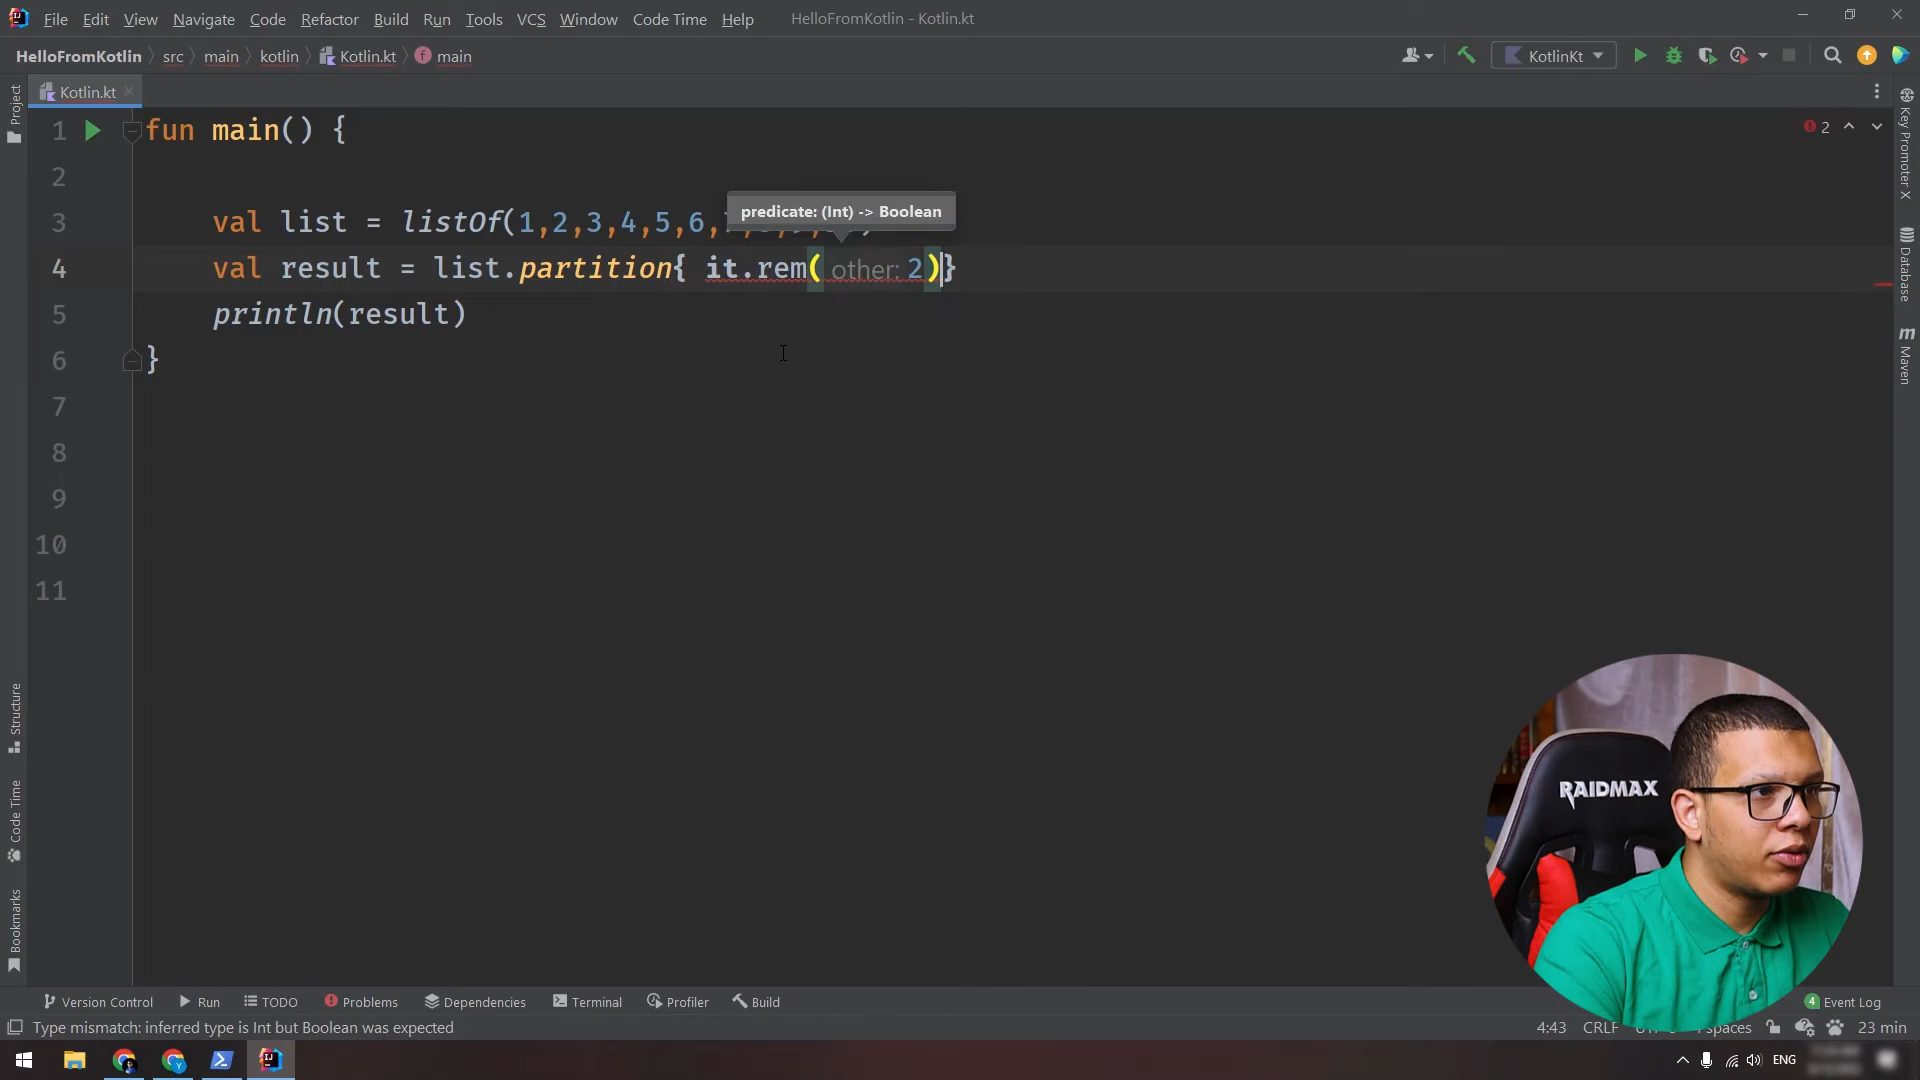 File Edit View Navigate Code Refactor Build Run Tools VCS Window Code Time Help HelloFromKotlin - Kotlin.kt
HelloFromKotlin src main kotlin Kotlin.kt main KotlinKt
Kotlin.kt
Project
Structure
Code Time
Bookmarks
1 fun main() {
2
predicate: (Int) -> Boolean
3 val list = listOf(1,2,3,4,5,6,
4 val result = list.partition{ it.rem( other: 2)}
5 println(result)
6 }
7
8
9
10
11
2
Key Promoter X
Database
Maven
RAIDMAX
Version Control Run TODO Problems Dependencies Terminal Profiler Build 4 Event Log
Type mismatch: inferred type is Int but Boolean was expected 4:43 CRLF spaces 23 min
ENG